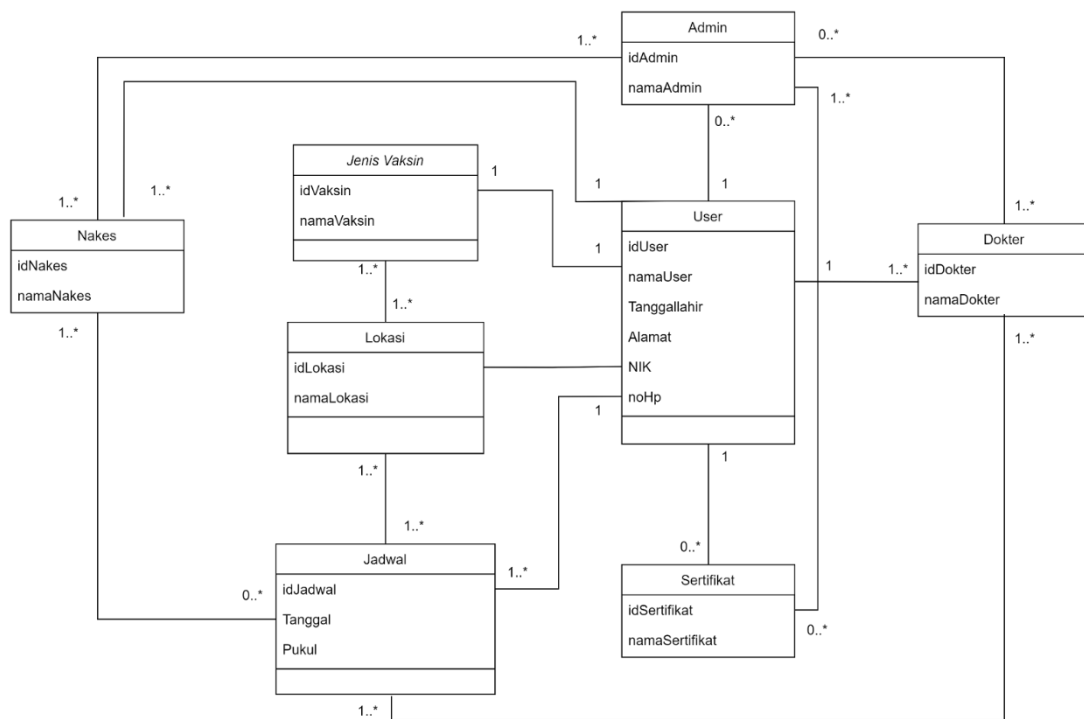 Admin
idAdmin
namaAdmin
1..*
0..*
1..*
0..*
Jenis Vaksin
idVaksin
namaVaksin
1
1..*
1
1
1..*
Nakes
idNakes
namaNakes
User
idUser
namaUser
Tanggallahir
Alamat
NIK
noHp
1..*
Dokter
idDokter
namaDokter
1
1
1..*
1..*
1..*
1..*
1..*
Lokasi
idLokasi
namaLokasi
1
1
1..*
1..*
Jadwal
idJadwal
Tanggal
Pukul
1..*
0..*
0..*
Sertifikat
idSertifikat
namaSertifikat
0..*
1..*